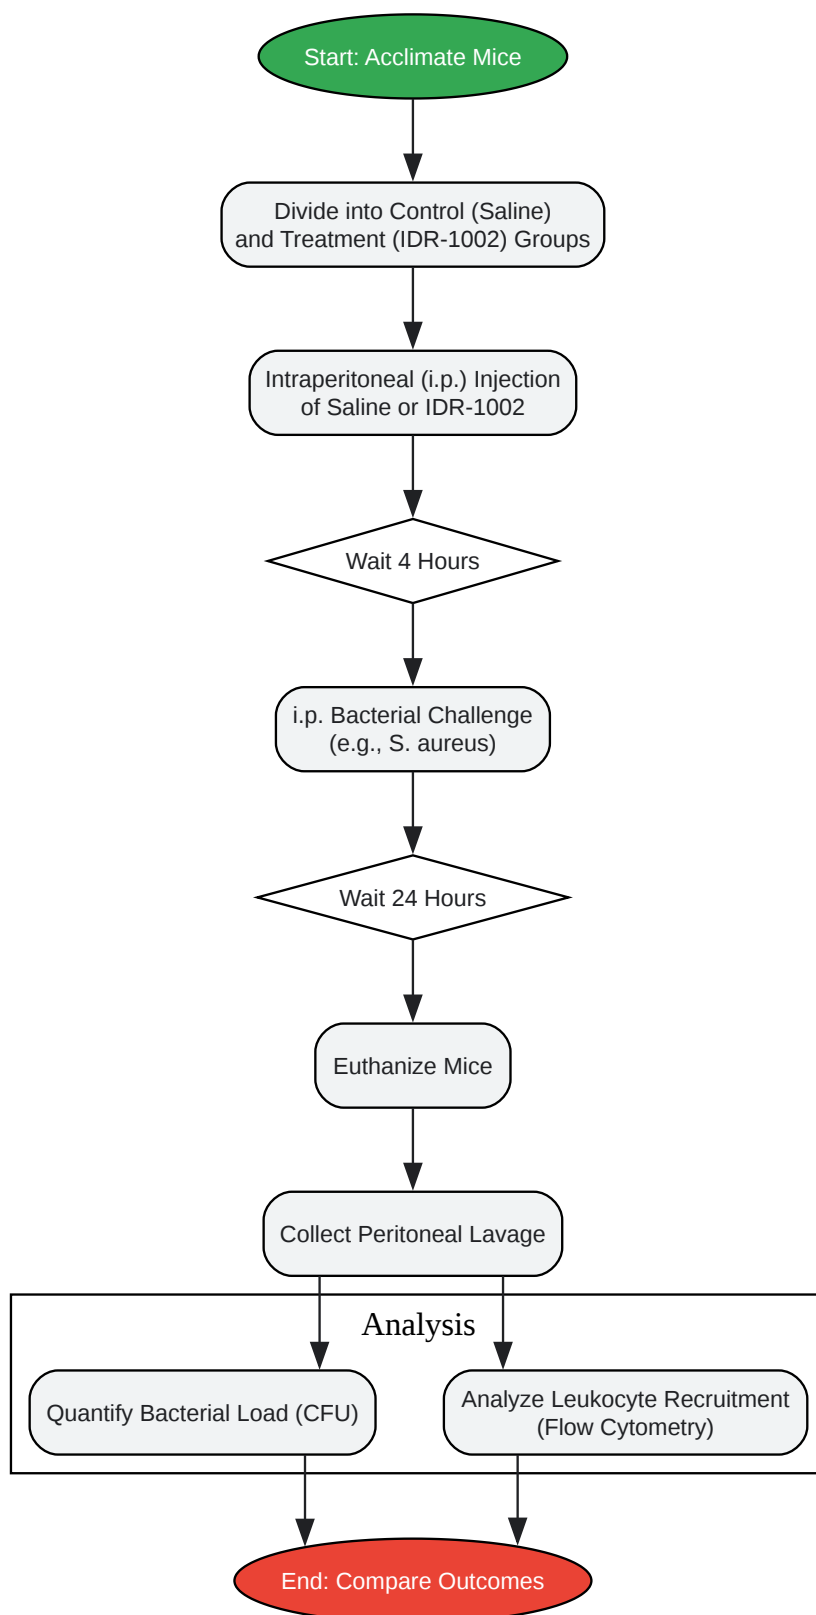 Start: Acclimate Mice
Divide into Control (Saline)
and Treatment (IDR-1002) Groups
Intraperitoneal (i.p.) Injection
of Saline or IDR-1002
Wait 4 Hours
i.p. Bacterial Challenge
(e.g., S. aureus)
Wait 24 Hours
Euthanize Mice
Collect Peritoneal Lavage
Analysis
Quantify Bacterial Load (CFU)
Analyze Leukocyte Recruitment
(Flow Cytometry)
End: Compare Outcomes